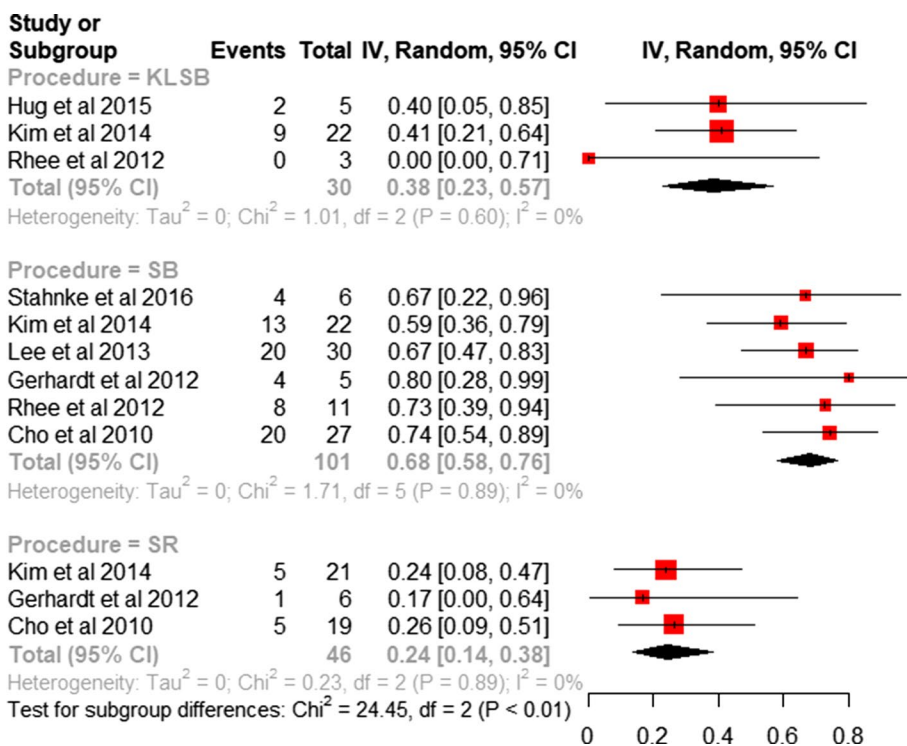 Study or
Subgroup Events Total IV, Random, 95% CI IV, Random, 95% CI
Procedure = KLSB
Hug et al 2015 2 5 0.40 [0.05, 0.85]
Kim et al 2014 9 22 0.41 [0.21, 0.64]
Rhee et al 2012 0 3 0.00 [0.00, 0.71]
Total (95% CI) 30 0.38 [0.23, 0.57]
Heterogeneity: Tau² = 0; Chi² = 1.01, df = 2 (P = 0.60); I² = 0%
Procedure = SB
Stahnke et al 2016 4 6 0.67 [0.22, 0.96]
Kim et al 2014 13 22 0.59 [0.36, 0.79]
Lee et al 2013 20 30 0.67 [0.47, 0.83]
Gerhardt et al 2012 4 5 0.80 [0.28, 0.99]
Rhee et al 2012 8 11 0.73 [0.39, 0.94]
Cho et al 2010 20 27 0.74 [0.54, 0.89]
Total (95% CI) 101 0.68 [0.58, 0.76]
Heterogeneity: Tau² = 0; Chi² = 1.71, df = 5 (P = 0.89); I² = 0%
Procedure = SR
Kim et al 2014 5 21 0.24 [0.08, 0.47]
Gerhardt et al 2012 1 6 0.17 [0.00, 0.64]
Cho et al 2010 5 19 0.26 [0.09, 0.51]
Total (95% CI) 46 0.24 [0.14, 0.38]
Heterogeneity: Tau² = 0; Chi² = 0.23, df = 2 (P = 0.89); I² = 0%
Test for subgroup differences: Chi² = 24.45, df = 2 (P < 0.01)
0 0.2 0.4 0.6 0.8